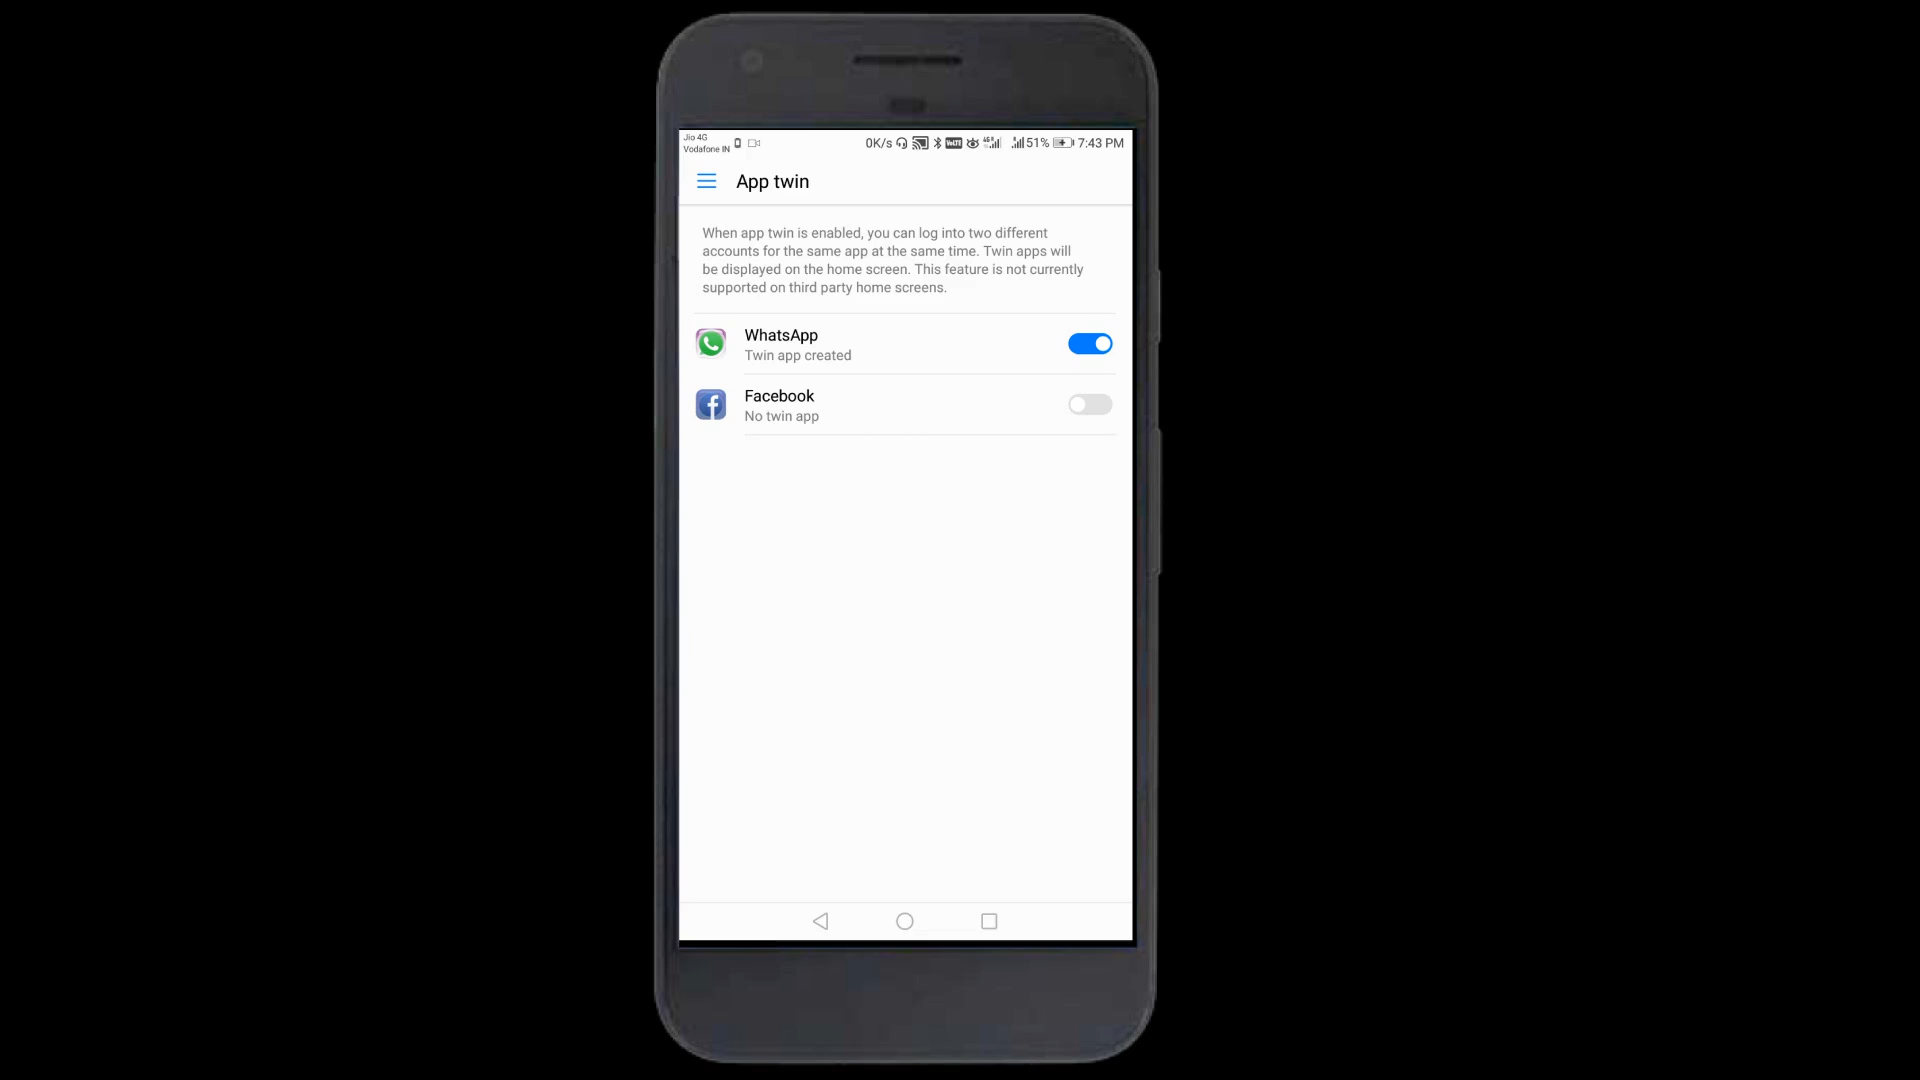 Jio 4G
Vodafone IN
0K/s VoLTE 51% 7:43 PM
App twin
When app twin is enabled, you can log into two different
accounts for the same app at the same time. Twin apps will
be displayed on the home screen. This feature is not currently
supported on third party home screens.
WhatsApp
Twin app created
Facebook
No twin app